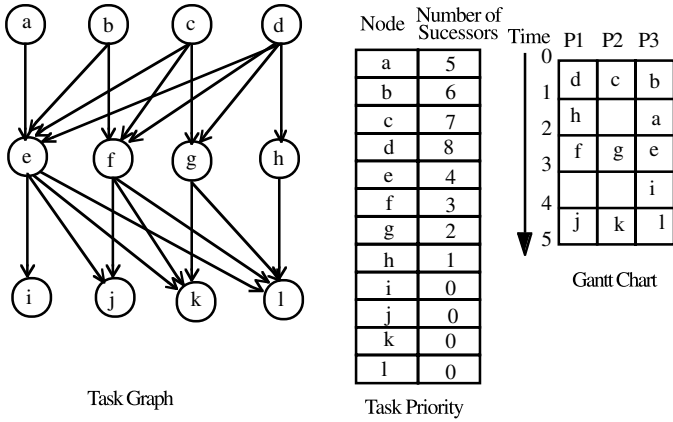 a b c d
e f g h
i j k l
Task Graph
Node Number of Sucessors
a 5
b 6
c 7
d 8
e 4
f 3
g 2
h 1
i 0
j 0
k 0
l 0
Task Priority
Time P1 P2 P3
0
d c b
1
h a
2
f g e
3
i
4
j k l
5
Gantt Chart